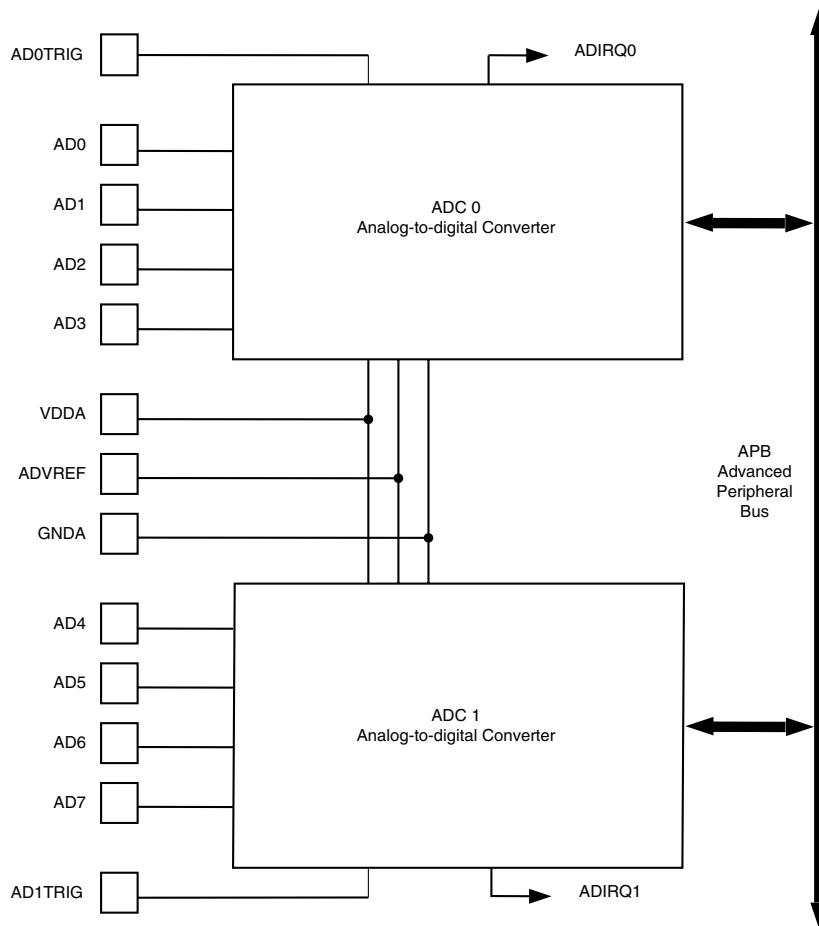 AD0TRIG
ADIRQ0
AD0
AD1
AD2
AD3
ADC 0
Analog-to-digital Converter
VDDA
ADVREF
GNDA
APB
Advanced
Peripheral
Bus
AD4
AD5
AD6
AD7
ADC 1
Analog-to-digital Converter
AD1TRIG
ADIRQ1